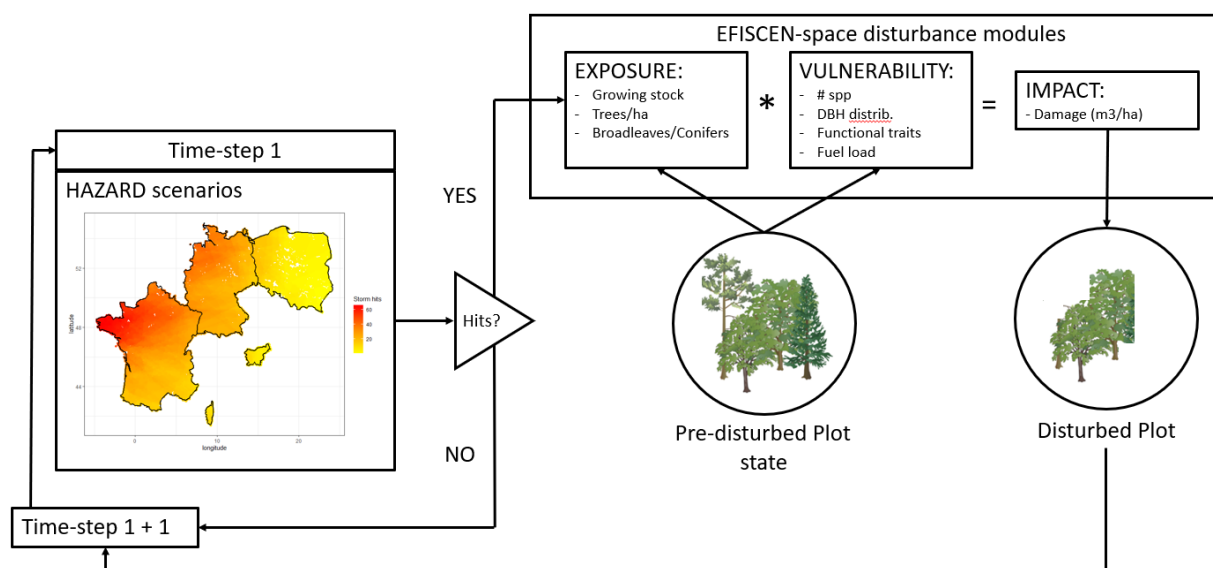 EFISCEN-space disturbance modules
EXPOSURE:
- Growing stock
- Trees/ha
- Broadleaves/Conifers
*
VULNERABILITY:
- # spp
- DBH distrib.
- Functional traits
- Fuel load
=
IMPACT:
- Damage (m3/ha)
Time-step 1
HAZARD scenarios
52
48
44
latitude
0
10
20
longitude
Storm hits
60
40
20
YES
Hits?
NO
Pre-disturbed Plot
state
Disturbed Plot
Time-step 1 + 1